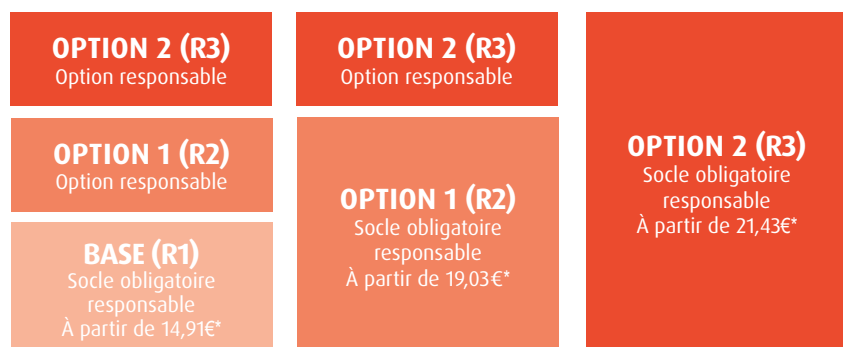 OPTION 2 (R3)
Option responsable
OPTION 1 (R2)
Option responsable
BASE (R1)
Socle obligatoire
responsable
À partir de 14,91€*
OPTION 2 (R3)
Option responsable
OPTION 1 (R2)
Socle obligatoire
responsable
À partir de 19,03€*
OPTION 2 (R3)
Socle obligatoire
responsable
À partir de 21,43€*